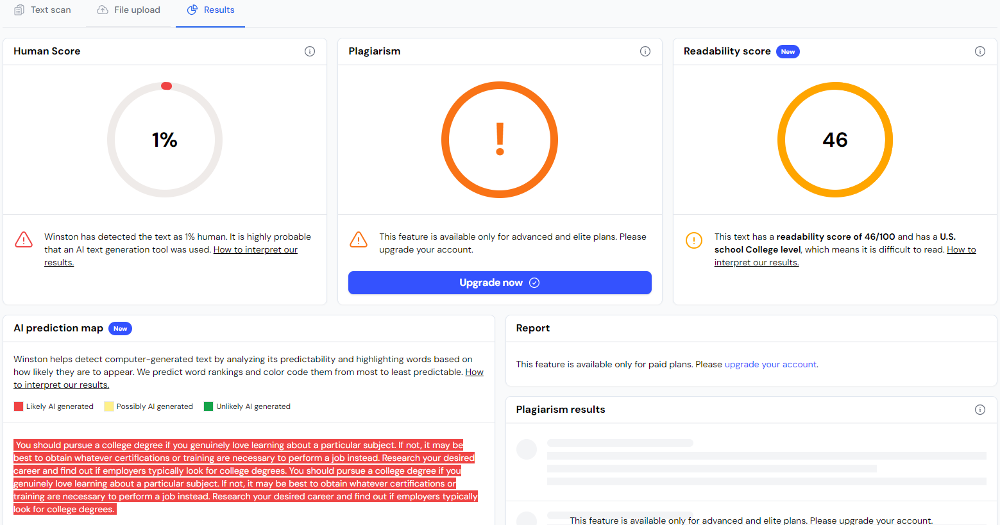 Text scan
File upload
Results
Human Score
1%
Winston has detected the text as 1% human. It is highly probable
that an AI text generation tool was used. How to interpret our
results.
Plagiarism
!
This feature is available only for advanced and elite plans. Please
upgrade your account.
Upgrade now
Readability score New
46
This text has a readability score of 46/100 and has a U.S.
school College level, which means it is difficult to read. How to
interpret our results.
AI prediction map New
Winston helps detect computer-generated text by analyzing its predictability and highlighting words based on
how likely they are to appear. We predict word rankings and color code them from most to least predictable. How
to interpret our results.
Likely AI generated
Possibly AI generated
Unlikely AI generated
You should pursue a college degree if you genuinely love learning about a particular subject. If not, it may be
best to obtain whatever certifications or training are necessary to perform a job instead. Research your desired
career and find out if employers typically look for college degrees. You should pursue a college degree if you
genuinely love learning about a particular subject. If not, it may be best to obtain whatever certifications or
training are necessary to perform a job instead. Research your desired career and find out if employers typically
look for college degrees.
Report
This feature is available only for paid plans. Please upgrade your account.
Plagiarism results
This feature is available only for advanced and elite plans. Please upgrade your account.